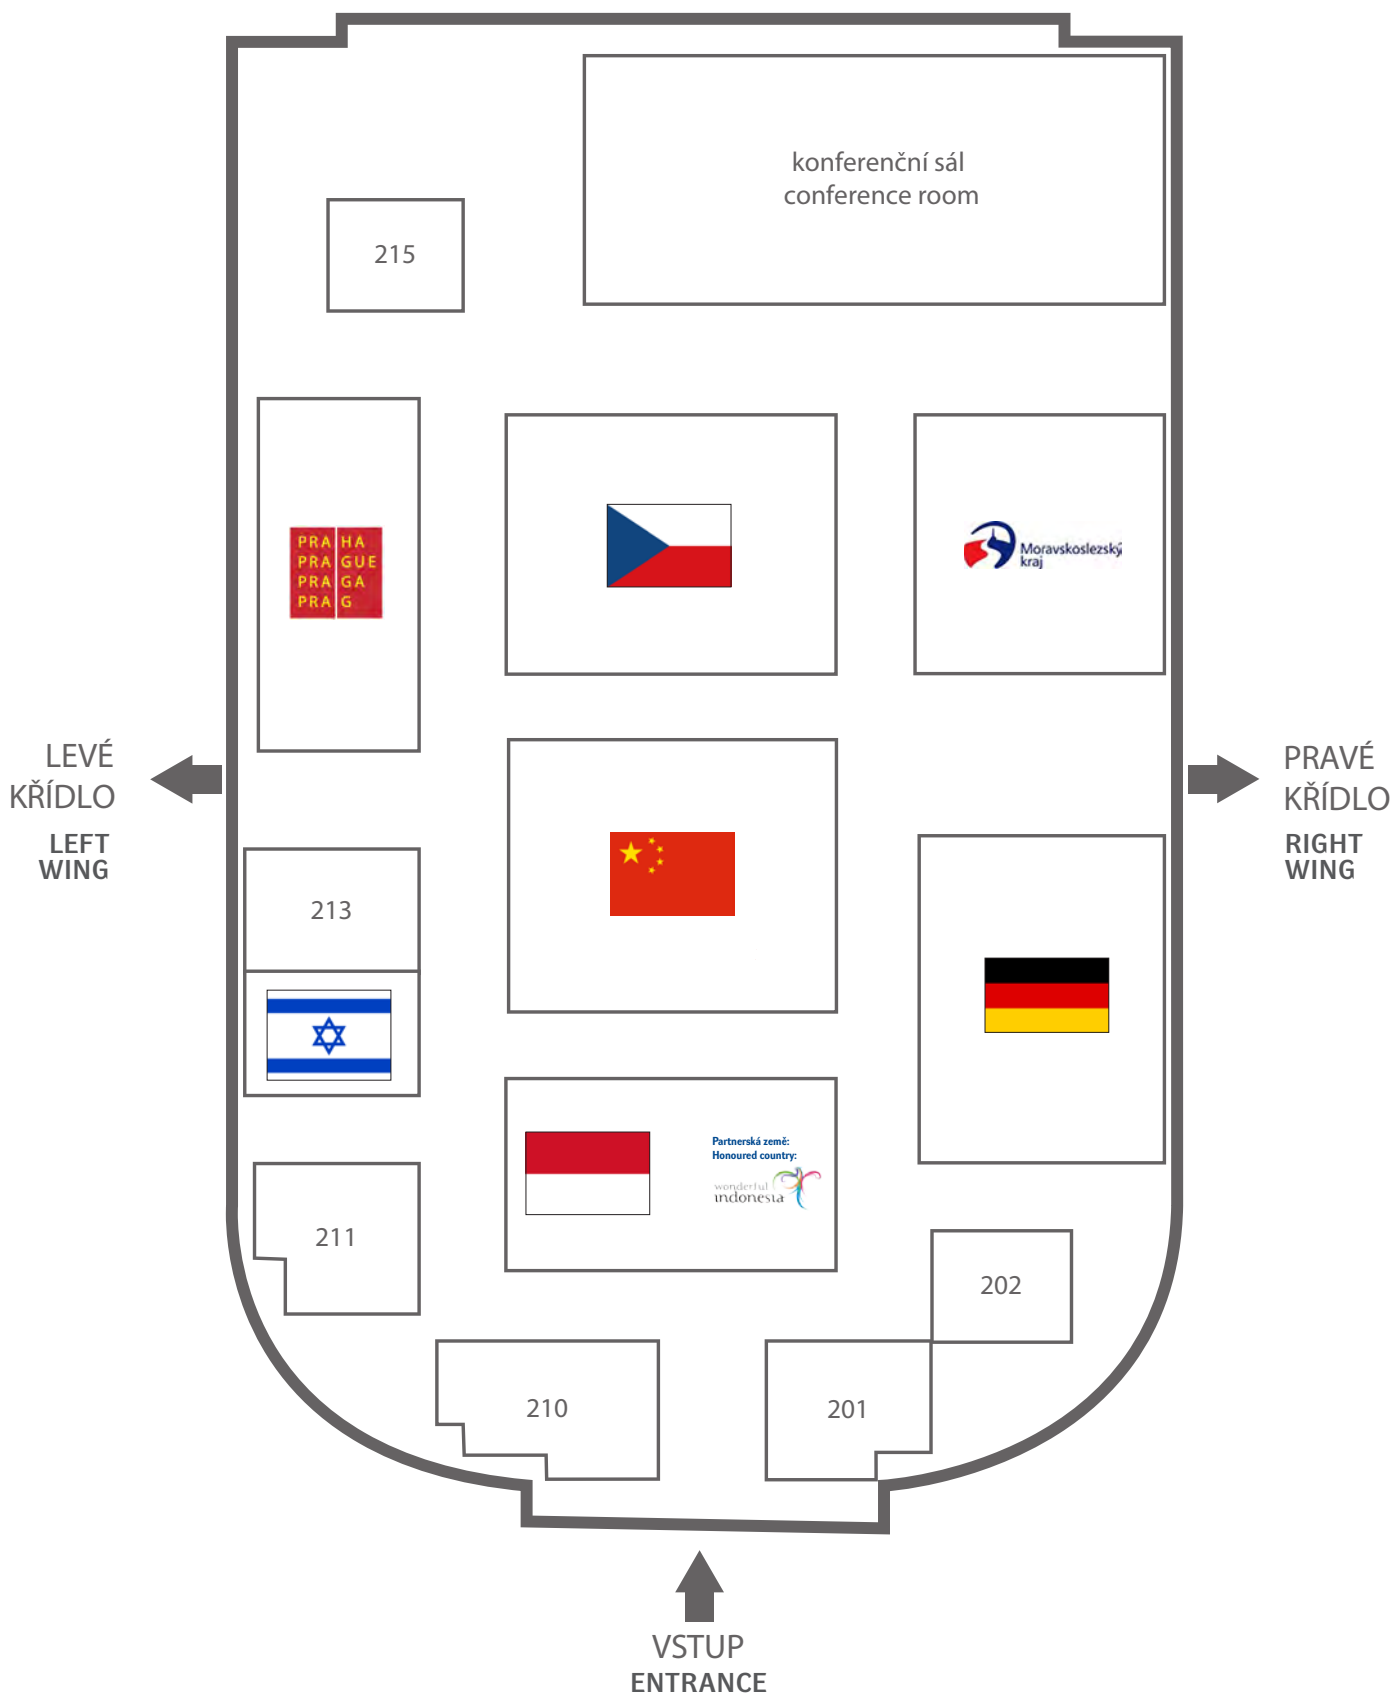 konferenční sál
conference room
215
PRA HA
PRA GUE
PRA GA
PRA G
Moravskoslezský
kraj
LEVÉ
KŘÍDLO
LEFT
WING
PRAVÉ
KŘÍDLO
RIGHT
WING
213
Partnerská země:
Honoured country:
wonderful
indonesia
211
202
210
201
VSTUP
ENTRANCE